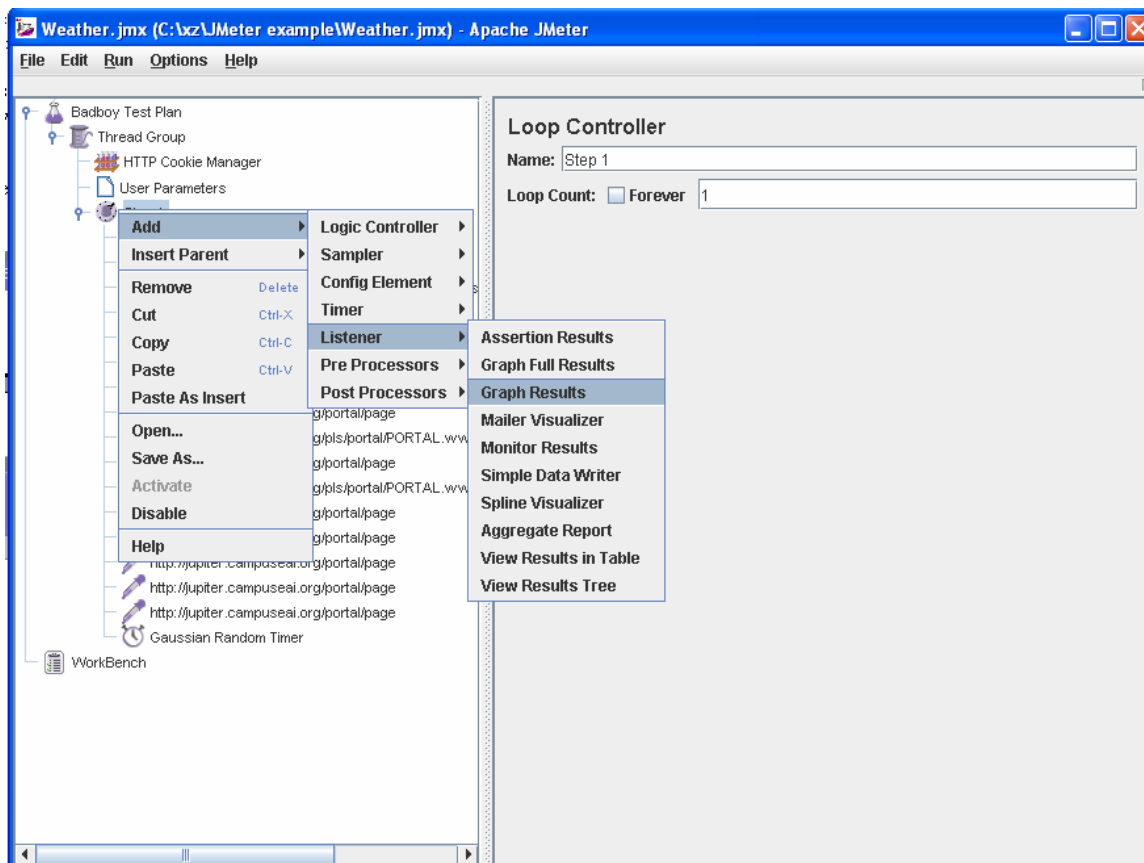 Weather.jmx (C:\xz\JMeter example\Weather.jmx) - Apache JMeter
File Edit Run Options Help
Badboy Test Plan
Thread Group
HTTP Cookie Manager
User Parameters
Loop Controller
Name: Step 1
Loop Count: Forever 1
Add
Insert Parent
Remove Delete
Cut Ctrl-X
Copy Ctrl-C
Paste Ctrl-V
Paste As Insert
Open...
Save As...
Activate
Disable
Help
Logic Controller
Sampler
Config Element
Timer
Listener
Pre Processors
Post Processors
Assertion Results
Graph Full Results
Graph Results
Mailer Visualizer
Monitor Results
Simple Data Writer
Spline Visualizer
Aggregate Report
View Results in Table
View Results Tree
g/portal/page
g/pls/portal/PORTAL.ww
g/portal/page
g/pls/portal/PORTAL.ww
g/portal/page
g/portal/page
http://jupiter.campuseai.org/portal/page
http://jupiter.campuseai.org/portal/page
http://jupiter.campuseai.org/portal/page
Gaussian Random Timer
WorkBench